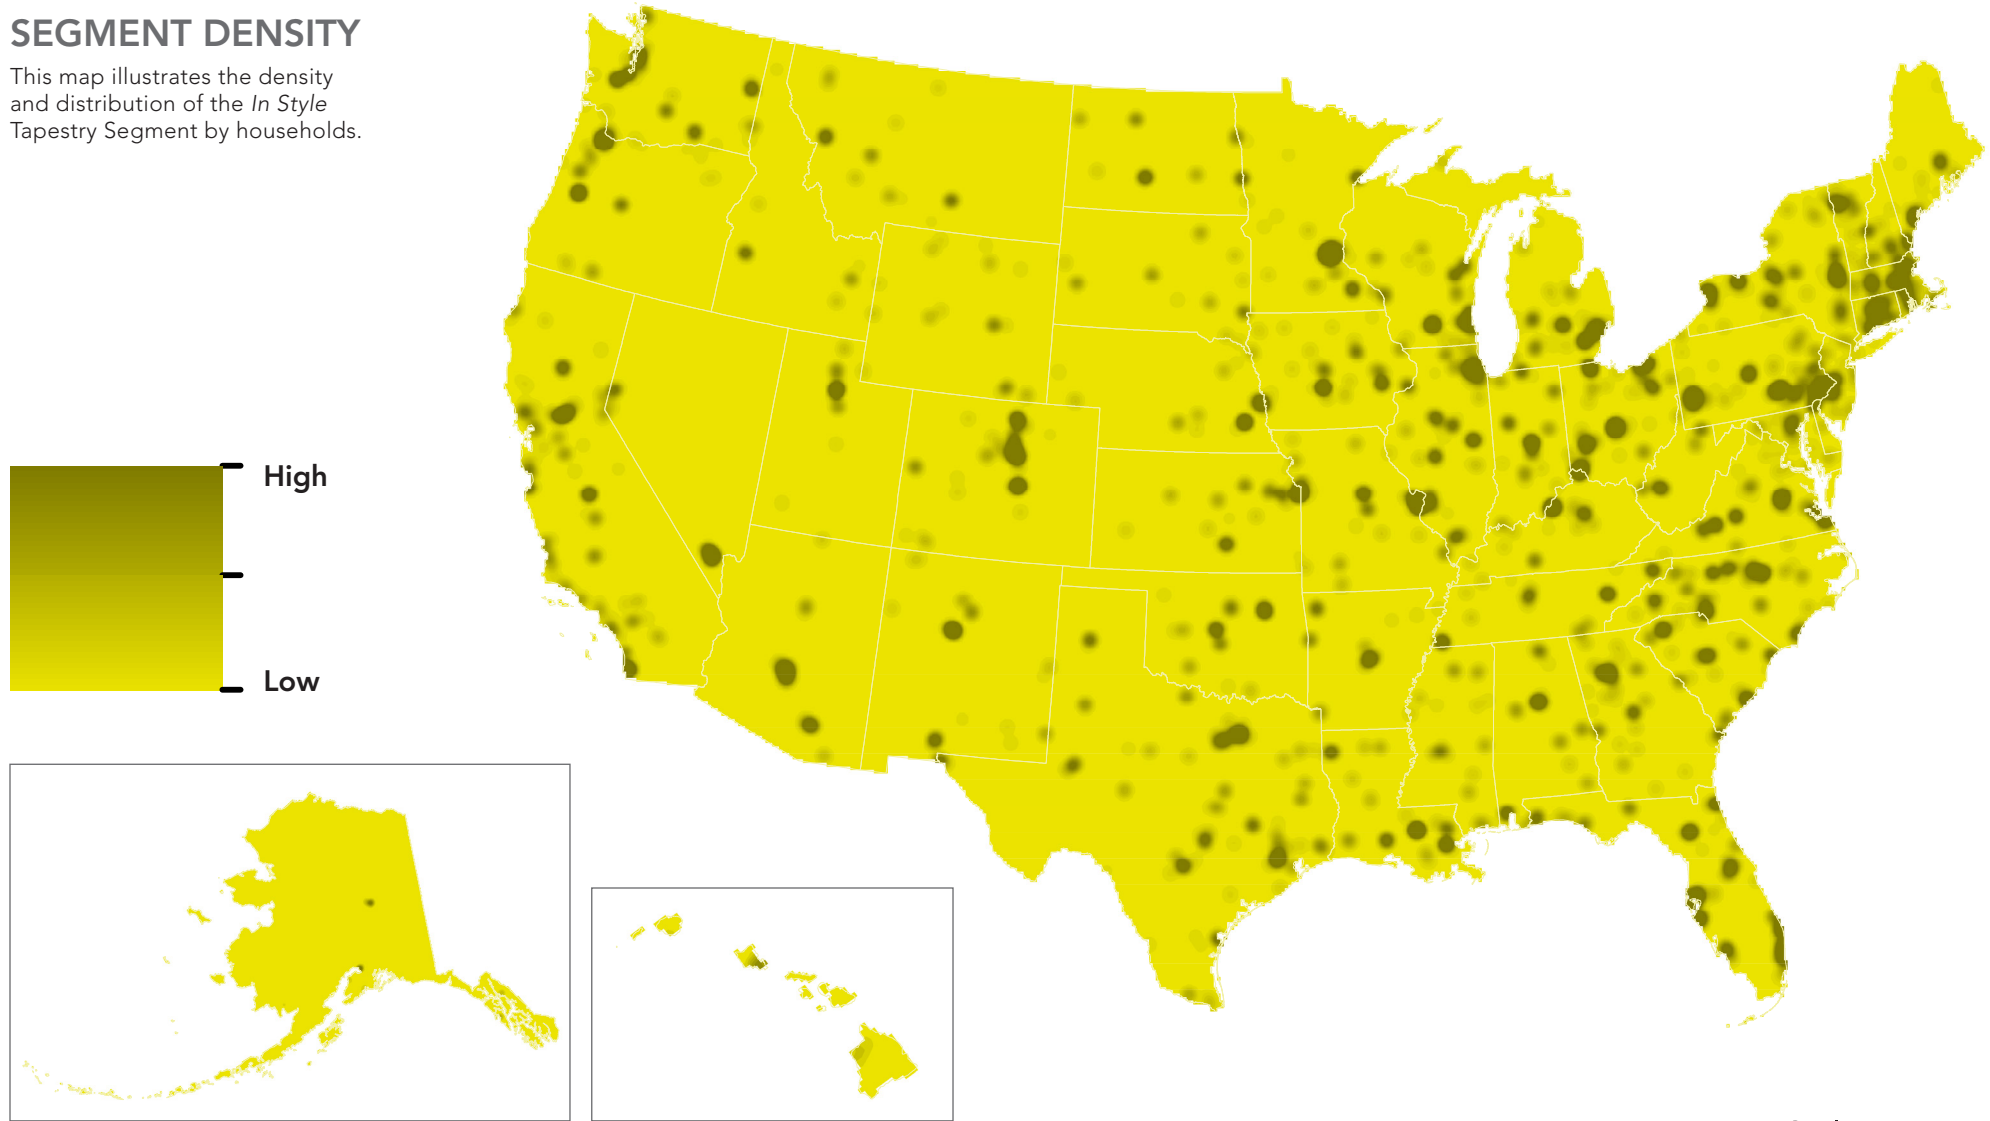 SEGMENT DENSITY
This map illustrates the density
and distribution of the In Style
Tapestry Segment by households.
High
Low